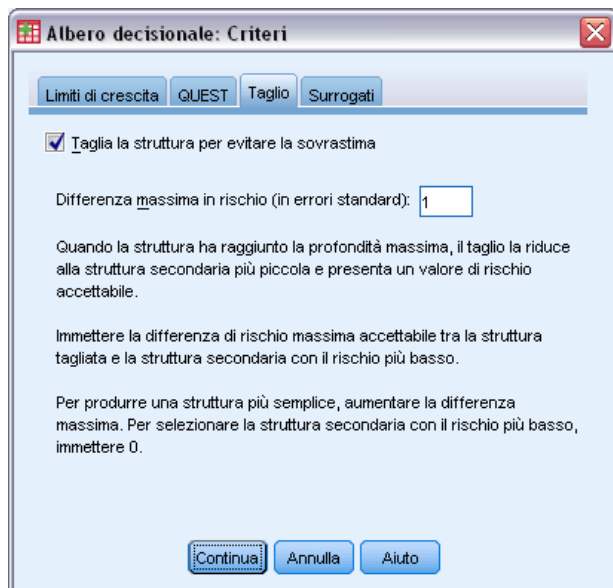 Albero decisionale: Criteri
Limiti di crescita QUEST Taglio Surrogati
Taglia la struttura per evitare la sovrastima
Differenza massima in rischio (in errori standard): 1
Quando la struttura ha raggiunto la profondità massima, il taglio la riduce
alla struttura secondaria più piccola e presenta un valore di rischio
accettabile.
Immettere la differenza di rischio massima accettabile tra la struttura
tagliata e la struttura secondaria con il rischio più basso.
Per produrre una struttura più semplice, aumentare la differenza
massima. Per selezionare la struttura secondaria con il rischio più basso,
immettere 0.
Continua Annulla Aiuto